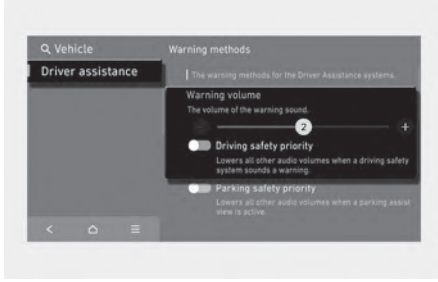 Vehicle
Warning methods
Driver assistance
The warning methods for the Driver Assistance systems.
Warning volume
The volume of the warning sound.
2
Driving safety priority
Lowers all other audio volumes when a driving safety
system sounds a warning.
Parking safety priority
Lowers all other audio volumes when a parking assist
view is active.